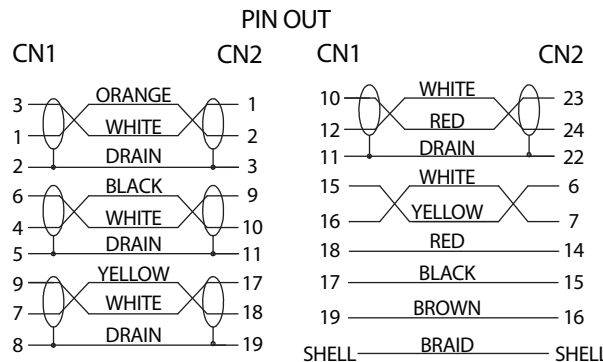 PIN OUT
CN1 CN2
3 ORANGE 1
1 WHITE 2
2 DRAIN 3
6 BLACK 9
4 WHITE 10
5 DRAIN 11
9 YELLOW 17
7 WHITE 18
8 DRAIN 19
CN1 CN2
10 WHITE 23
12 RED 24
11 DRAIN 22
15 WHITE 6
16 YELLOW 7
18 RED 14
17 BLACK 15
19 BROWN 16
SHELL BRAID SHELL